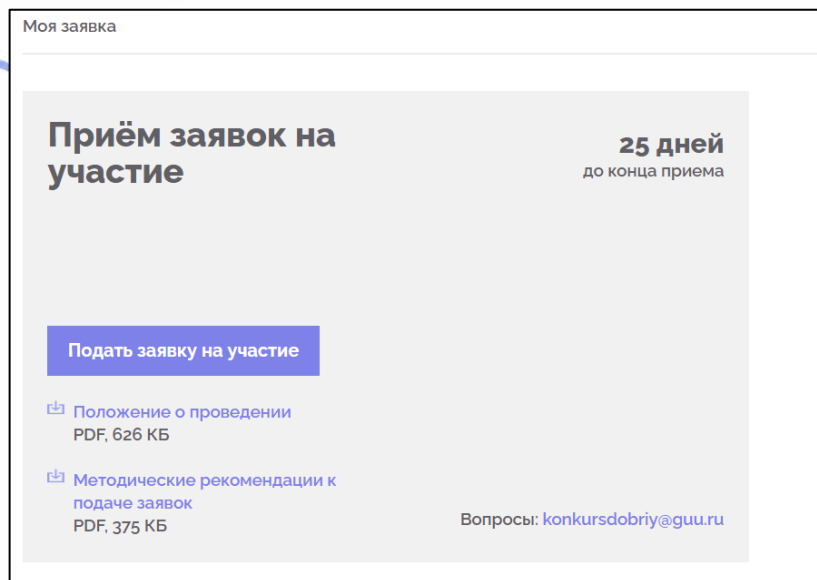 Моя заявка
Приём заявок на
участие
25 дней
до конца приема
Подать заявку на участие
Положение о проведении
PDF, 626 КБ
Методические рекомендации к
подаче заявок
PDF, 375 КБ
Вопросы: konkursdobriy@guu.ru